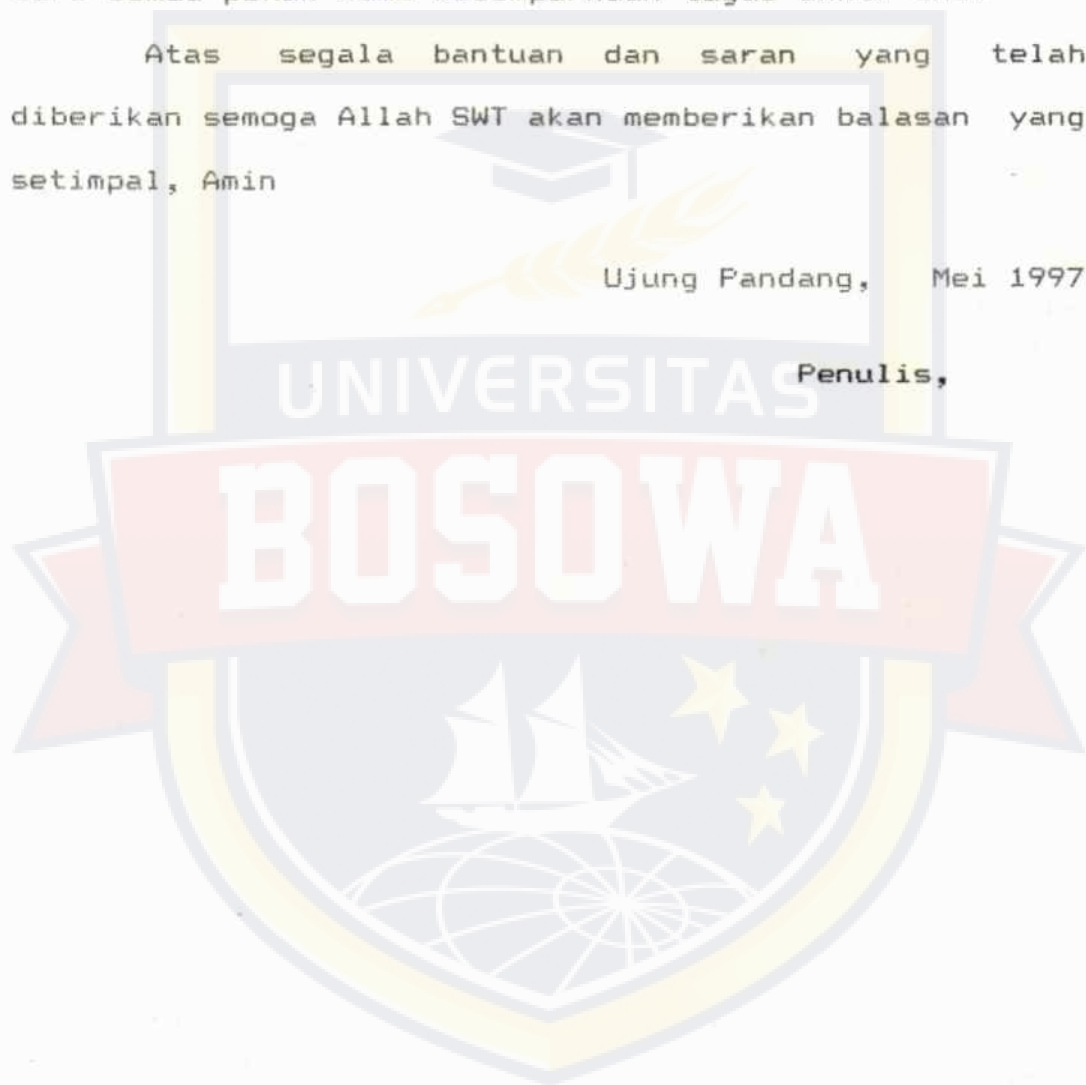 Atas segala bantuan dan saran yang telah
diberikan semoga Allah SWT akan memberikan balasan yang
setimpal, Amin
Ujung Pandang, Mei 1997
Penulis,
UNIVERSITAS
BOSOWA